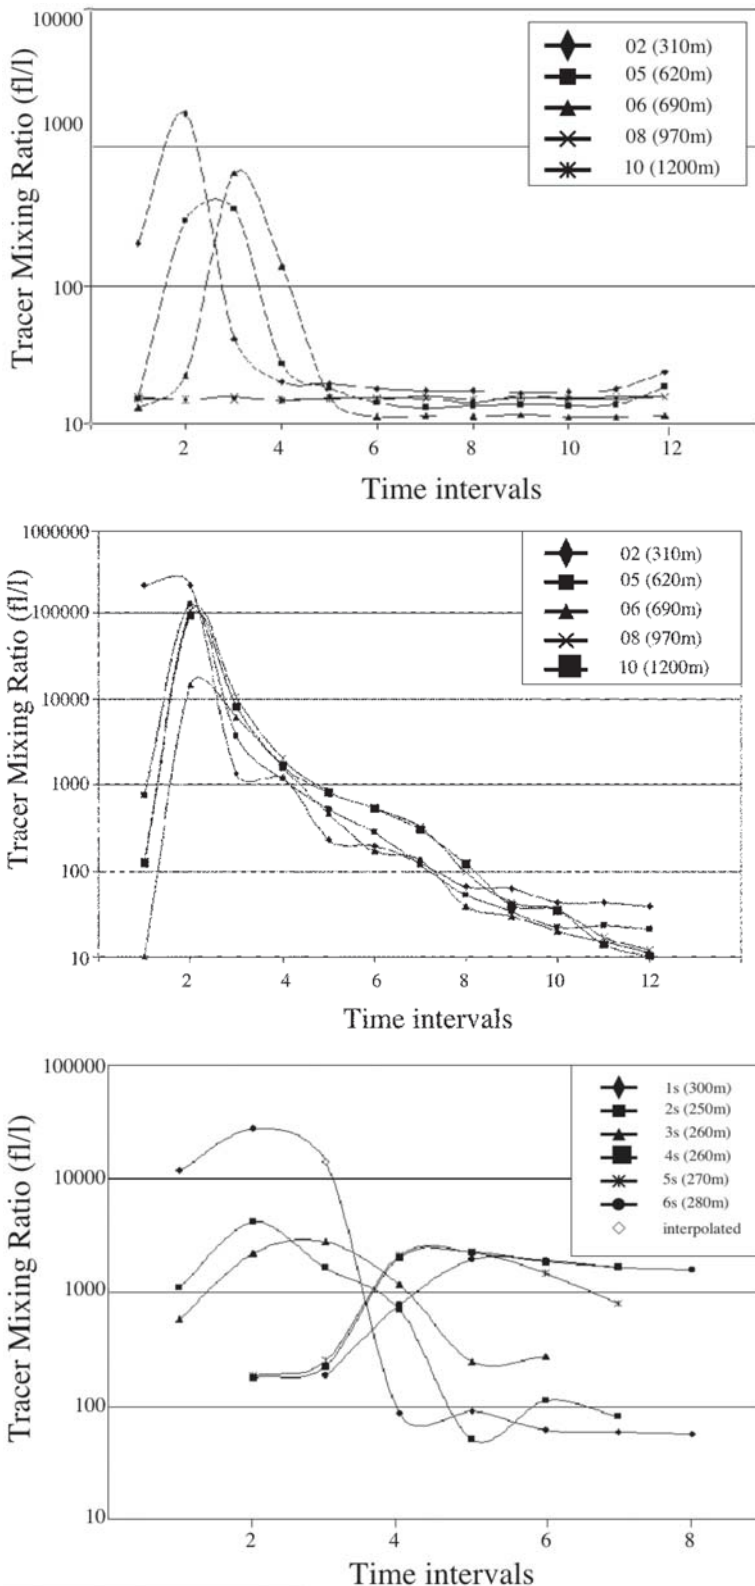 10000
1000
100
10
Tracer Mixing Ratio (fl/l)
02 (310m)
05 (620m)
06 (690m)
08 (970m)
10 (1200m)
2 4 6 8 10 12
Time intervals
1000000
100000
10000
1000
100
10
Tracer Mixing Ratio (fl/l)
02 (310m)
05 (620m)
06 (690m)
08 (970m)
10 (1200m)
2 4 6 8 10 12
Time intervals
100000
10000
1000
100
10
Tracer Mixing Ratio (fl/l)
1s (300m)
2s (250m)
3s (260m)
4s (260m)
5s (270m)
6s (280m)
interpolated
2 4 6 8
Time intervals